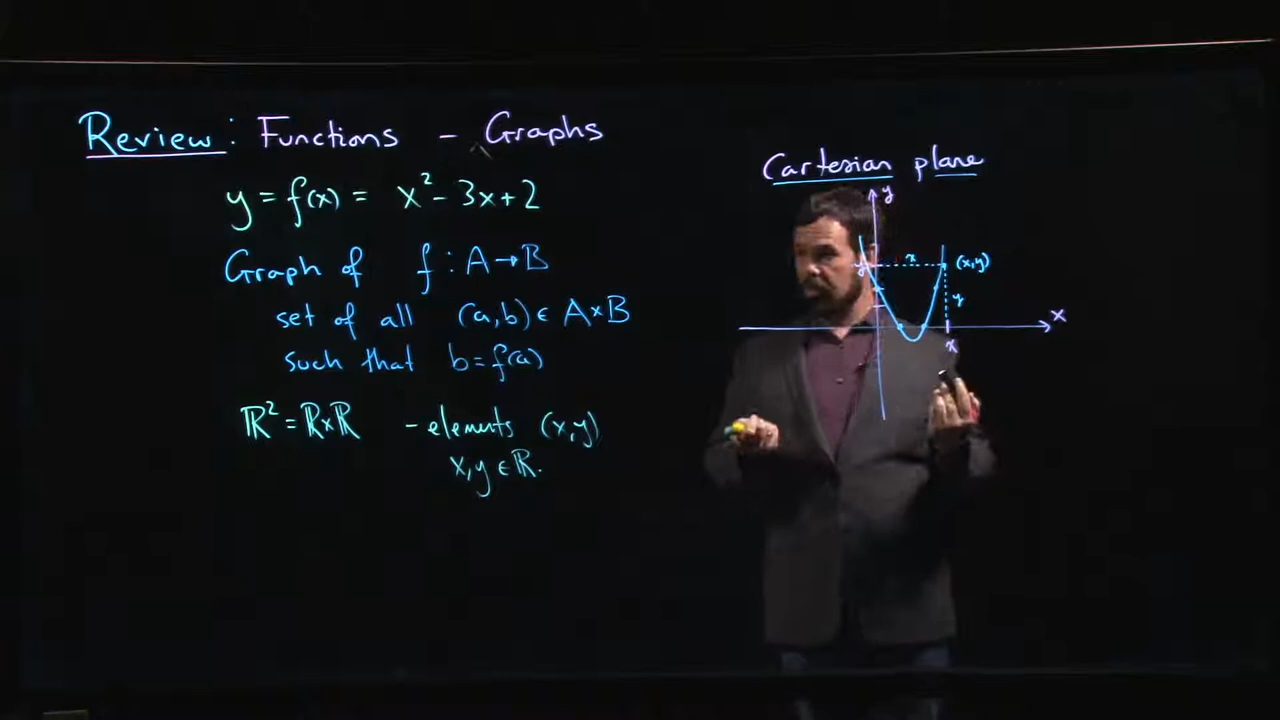 Review: Functions - Graphs
y = f(x) = x² - 3x + 2
Graph of f : A → B
set of all (a,b) ∈ A × B
such that b = f(a)
ℝ² = ℝ×ℝ - elements (x,y)
x,y ∈ ℝ.
Cartesian plane
y
y x (x,y)
y
x
x